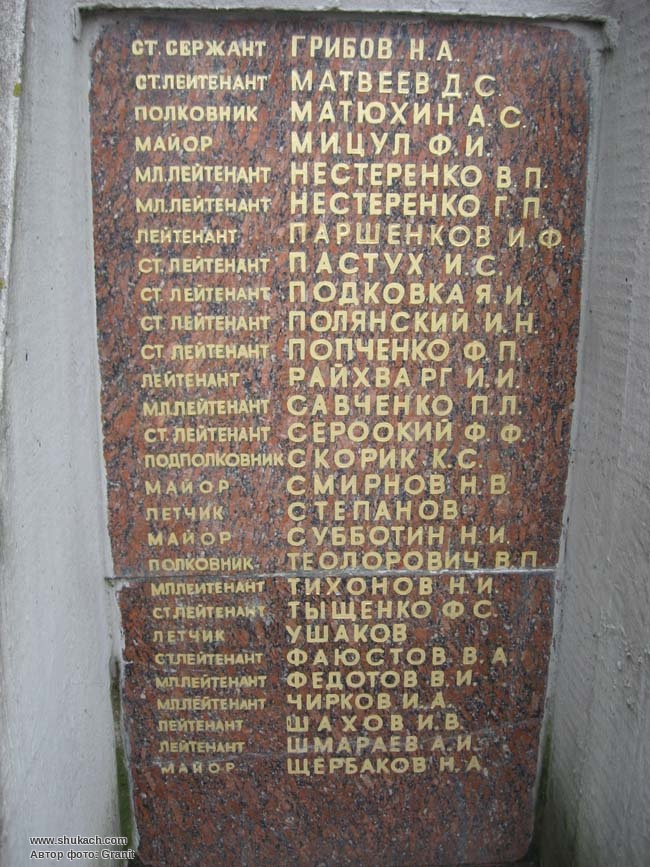 СТ. СЕРЖАНТ ГРИБОВ Н.А.
СТ. ЛЕЙТЕНАНТ МАТВЕЕВ Д.С.
ПОЛКОВНИК МАТЮХИН А.С.
МАЙОР МИЦУЛ Ф.И.
МЛ. ЛЕЙТЕНАНТ НЕСТЕРЕНКО В.П.
МЛ. ЛЕЙТЕНАНТ НЕСТЕРЕНКО Г.П.
ЛЕЙТЕНАНТ ПАРШЕНКОВ И.Ф.
СТ. ЛЕЙТЕНАНТ ПАСТУХ И.С.
СТ. ЛЕЙТЕНАНТ ПОДКОВКА Я.И.
СТ. ЛЕЙТЕНАНТ ПОЛЯНСКИЙ И.Н.
СТ. ЛЕЙТЕНАНТ ПОПЧЕНКО Ф.П.
ЛЕЙТЕНАНТ РАЙХВАРГ И.И.
МЛ. ЛЕЙТЕНАНТ САВЧЕНКО П.Л.
СТ. ЛЕЙТЕНАНТ СЕРООКИЙ Ф.Ф.
ПОДПОЛКОВНИК СКОРИК К.С.
МАЙОР СМИРНОВ Н.В.
ЛЕТЧИК СТЕПАНОВ
МАЙОР СУББОТИН Н.И.
ПОЛКОВНИК ТЕОЛОРОВИЧ В.П.
МЛ.ЛЕЙТЕНАНТ ТИХОНОВ Н.И.
СТ.ЛЕЙТЕНАНТ ТЫЩЕНКО Ф.С.
ЛЕТЧИК УШАКОВ
СТ.ЛЕЙТЕНАНТ ФАЮСТОВ В.А.
МЛ.ЛЕЙТЕНАНТ ФЕДОТОВ В.И.
МЛ.ЛЕЙТЕНАНТ ЧИРКОВ И.А.
ЛЕЙТЕНАНТ ШАХОВ И.В.
ЛЕЙТЕНАНТ ШМАРАЕВ А.И.
МАЙОР ЩЕРБАКОВ Н.А.
www.shukach.com
Автор фото: Granit